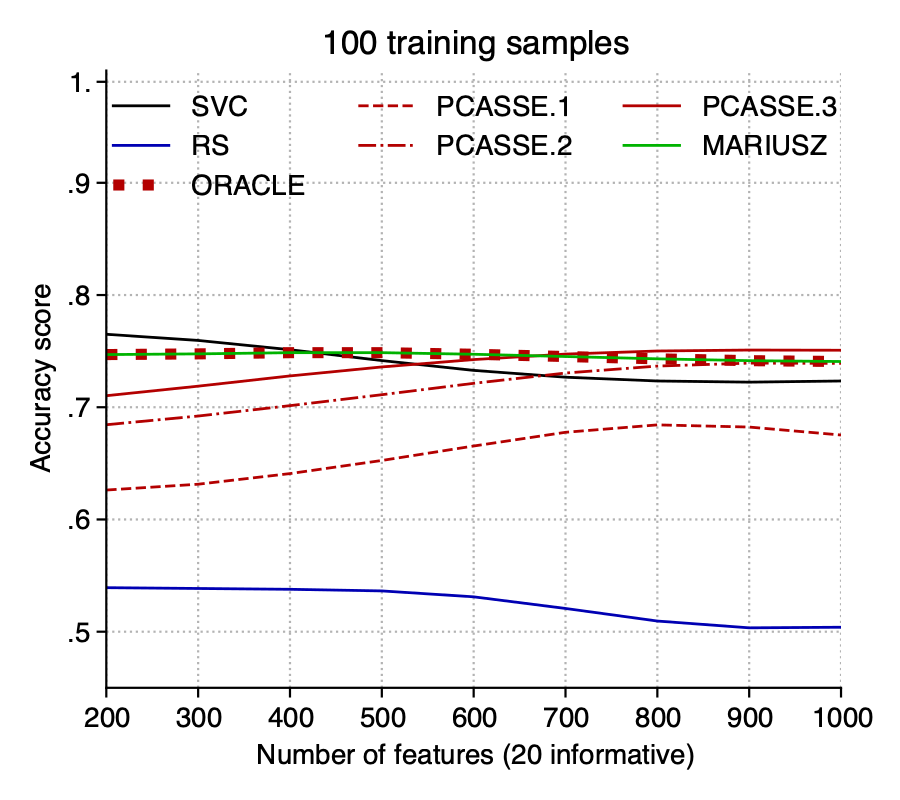 100 training samples
1.
SVC PCASSE.1 PCASSE.3
RS PCASSE.2 MARIUSZ
.9 ORACLE
.8
.7
.6
.5
Accuracy score
200 300 400 500 600 700 800 900 1000
Number of features (20 informative)